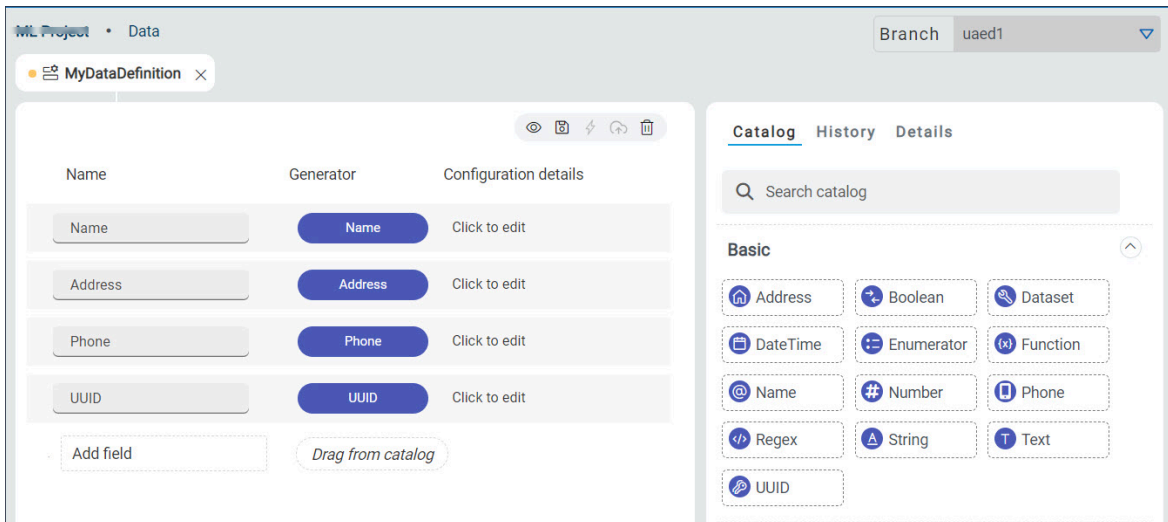 ML Project • Data
Branch uaed1
MyDataDefinition
Name Generator Configuration details
Name Name Click to edit
Address Address Click to edit
Phone Phone Click to edit
UUID UUID Click to edit
Add field Drag from catalog
Catalog History Details
Search catalog
Basic
Address Boolean Dataset
DateTime Enumerator Function
Name Number Phone
Regex String Text
UUID